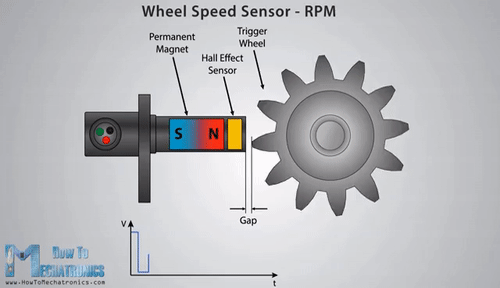 Wheel Speed Sensor - RPM
Permanent
Magnet
Hall Effect
Sensor
Trigger
Wheel
S N
Gap
V
t
How To
Mechatronics
www.HowToMechatronics.com